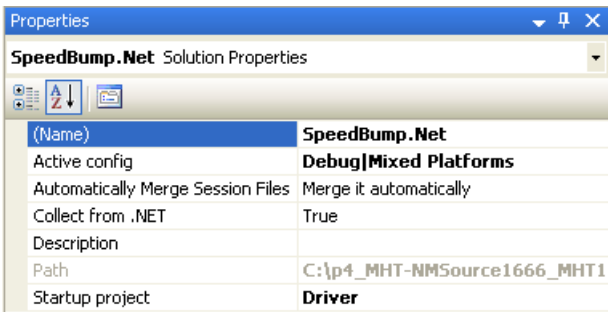 Properties
SpeedBump.Net Solution Properties
(Name) SpeedBump.Net
Active config Debug|Mixed Platforms
Automatically Merge Session Files Merge it automatically
Collect from .NET True
Description
Path C:\p4_MHT-NMSource1666_MHT1
Startup project Driver